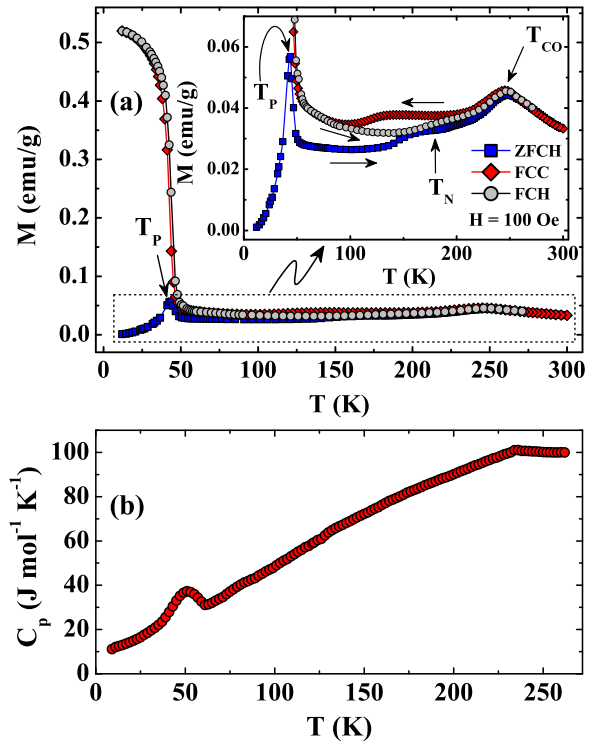 (a)
M (emu/g)
0.5
0.4
0.3
0.2
0.1
0.0
T_P
0 50 100 150 200 250 300
T (K)
M (emu/g)
0.06
0.04
0.03
0.00
T_P
T_CO
T_N
ZFCH
FCC
FCH
H = 100 Oe
0 100 200 300
T (K)
(b)
C_p (J mol⁻¹ K⁻¹)
100
80
60
40
20
0
0 50 100 150 200 250
T (K)